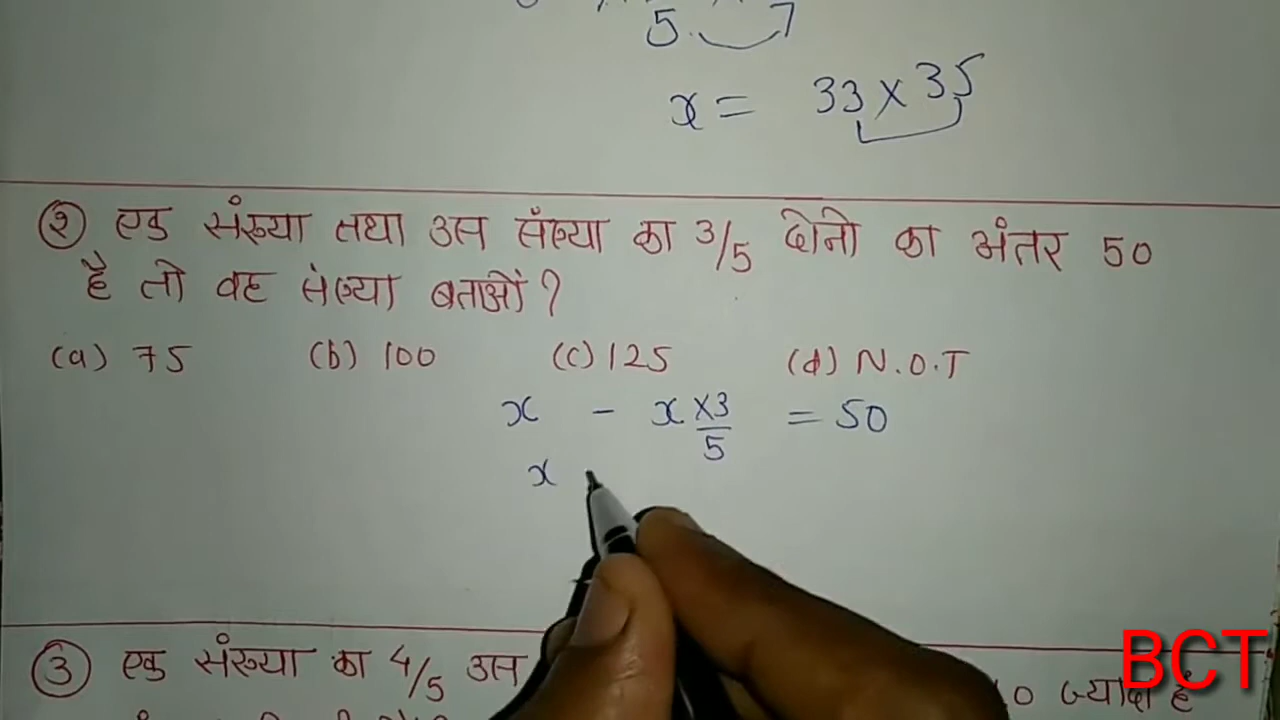 5 7
x = 33 × 35
② एक संख्या तथा उस संख्या का 3/5 दोनो का अंतर 50
है तो वह संख्या बताओं ?
(a) 75 (b) 100 (c) 125 (d) N.O.T
x - x × 3/5 = 50
x
③ एक संख्या का 4/5 उस
BCT